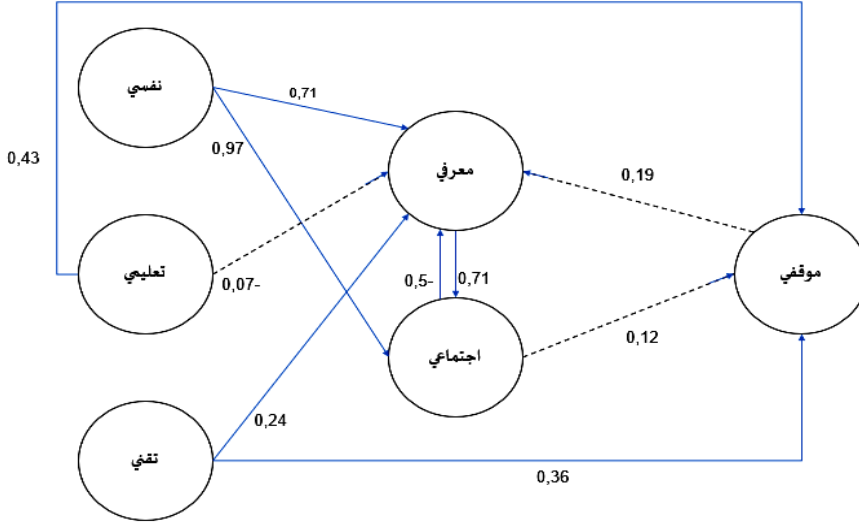 نفسي
0,71
0,97
معرفي
0,43
0,19
تعليمي
0,07-
0,5-
0,71
موقفي
اجتماعي
0,12
0,24
تقني
0,36